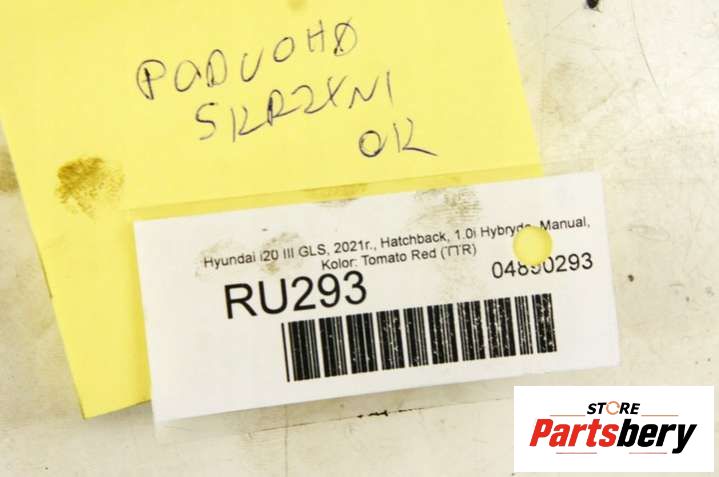 PODUOHD
SKRZYNI
OK
Hyundai i20 III GLS, 2021r., Hatchback, 1.0i Hybryda, Manual,
Kolor: Tomato Red (TTR)
RU293
04890293
STORE
Partsbery